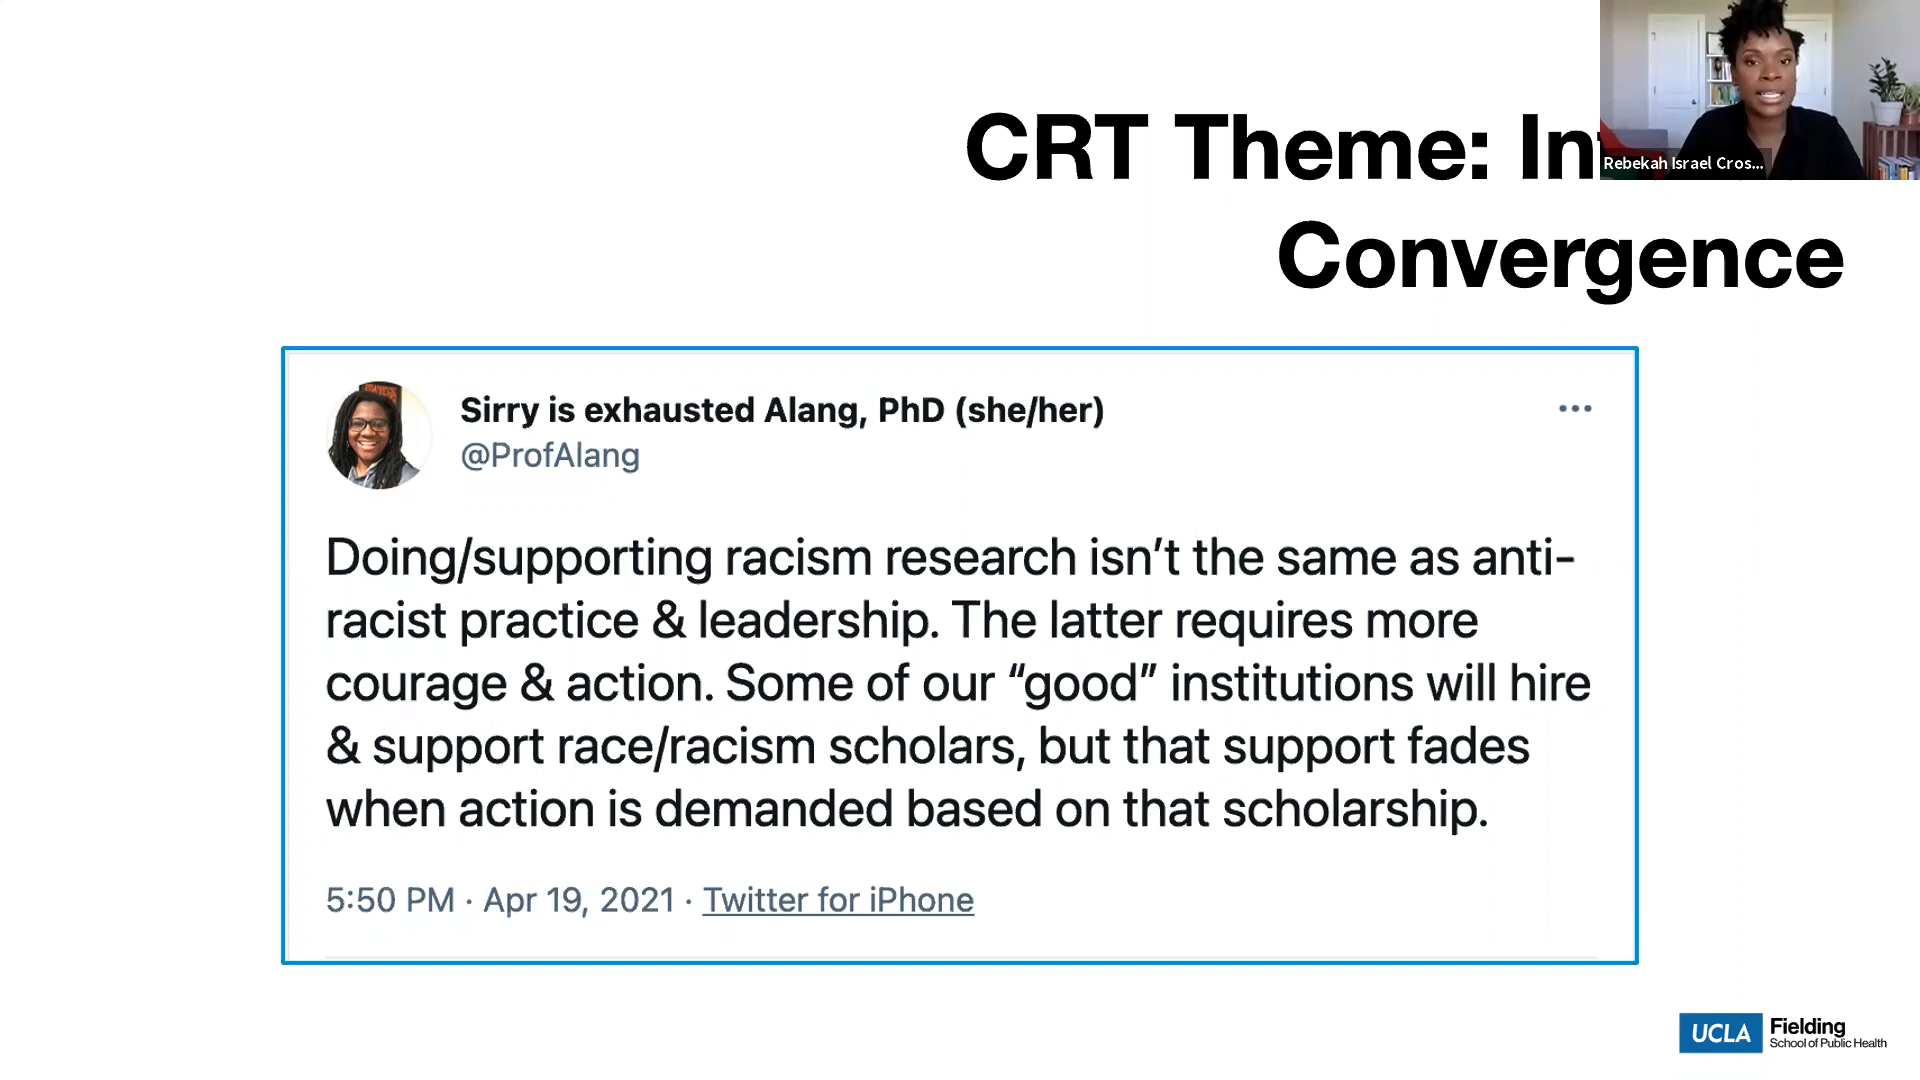 CRT Theme: Int
Convergence
Rebekah Israel Cros...
Sirry is exhausted Alang, PhD (she/her)
@ProfAlang
Doing/supporting racism research isn’t the same as anti-
racist practice & leadership. The latter requires more
courage & action. Some of our “good” institutions will hire
& support race/racism scholars, but that support fades
when action is demanded based on that scholarship.
5:50 PM · Apr 19, 2021 · Twitter for iPhone
UCLA
Fielding
School of Public Health